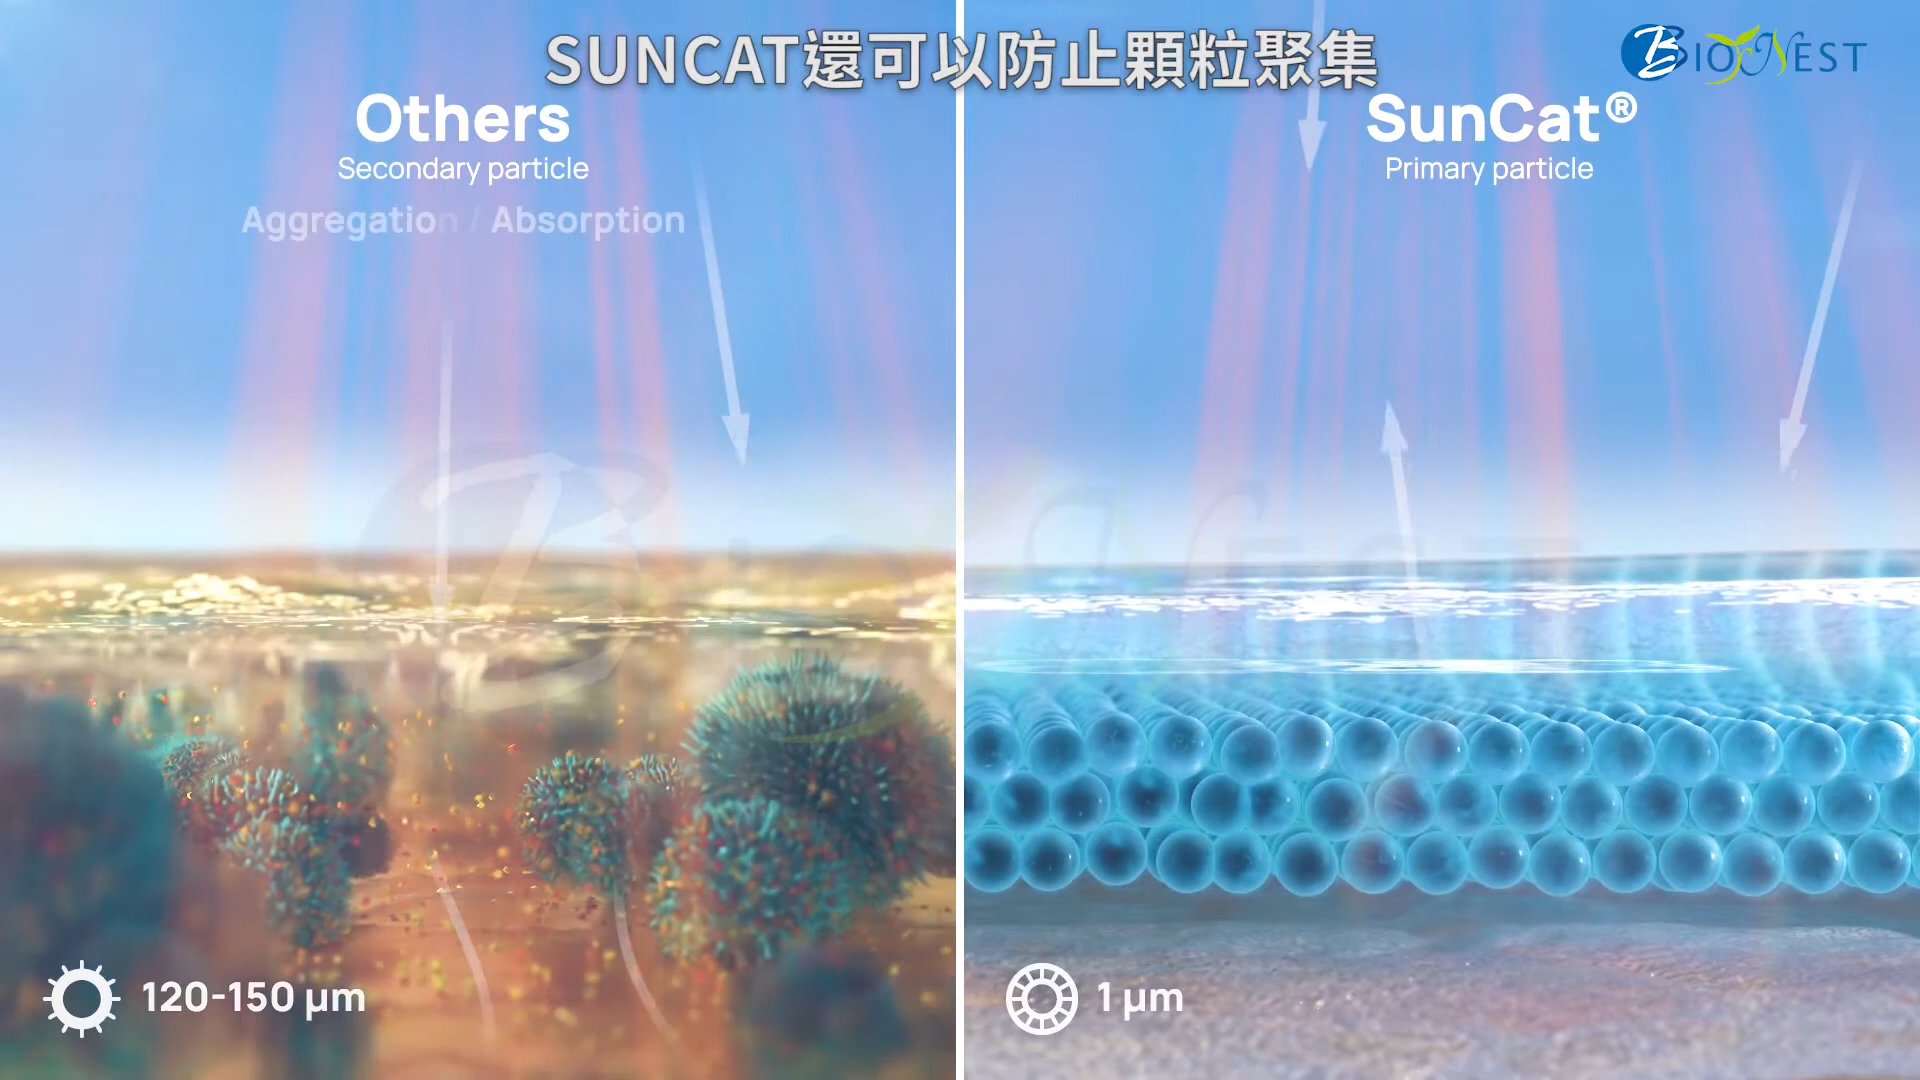 SUNCAT還可以防止顆粒聚集
BIONEST
Others
Secondary particle
Aggregation / Absorption
120-150 μm
SunCat®
Primary particle
1 μm